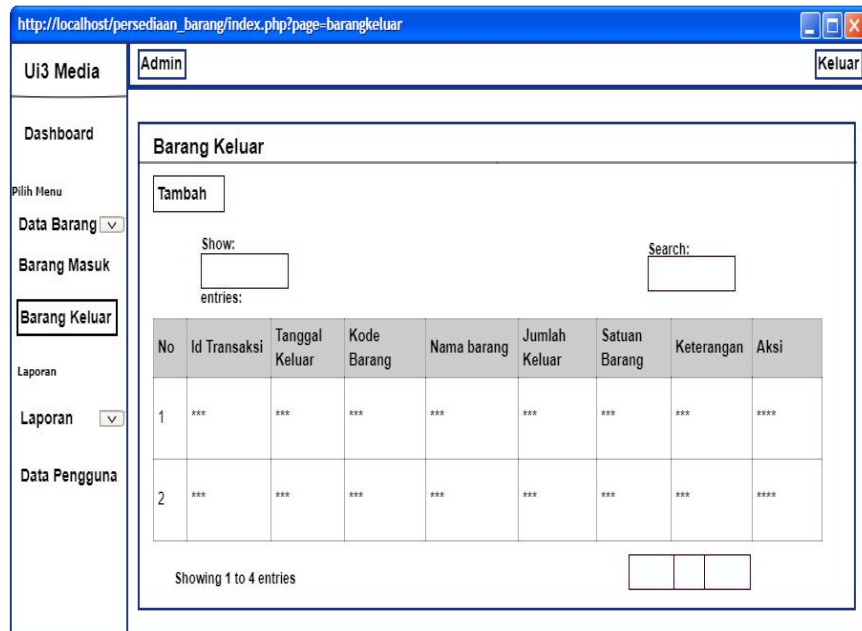 http://localhost/persediaan_barang/index.php?page=barangkeluar
Ui3 Media
Admin
Keluar
Dashboard
Pilih Menu
Data Barang
Barang Masuk
Barang Keluar
Laporan
Laporan
Data Pengguna
Barang Keluar
Tambah
Show:
entries:
Search:
No Id Transaksi Tanggal Keluar Kode Barang Nama barang Jumlah Keluar Satuan Barang Keterangan Aksi
1 *** *** *** *** *** *** *** ****
2 *** *** *** *** *** *** *** ****
Showing 1 to 4 entries